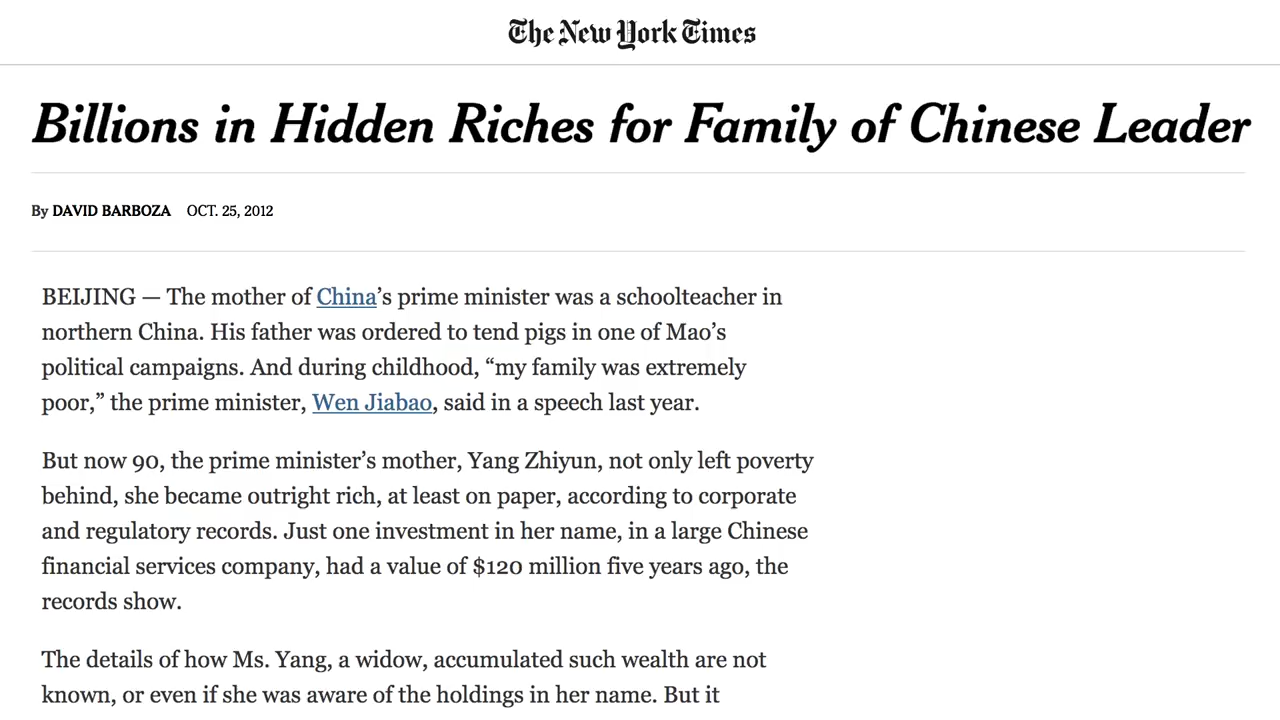 The New York Times
Billions in Hidden Riches for Family of Chinese Leader
By DAVID BARBOZA OCT. 25, 2012
BEIJING — The mother of China’s prime minister was a schoolteacher in
northern China. His father was ordered to tend pigs in one of Mao’s
political campaigns. And during childhood, “my family was extremely
poor,” the prime minister, Wen Jiabao, said in a speech last year.
But now 90, the prime minister’s mother, Yang Zhiyun, not only left poverty
behind, she became outright rich, at least on paper, according to corporate
and regulatory records. Just one investment in her name, in a large Chinese
financial services company, had a value of $120 million five years ago, the
records show.
The details of how Ms. Yang, a widow, accumulated such wealth are not
known, or even if she was aware of the holdings in her name. But it